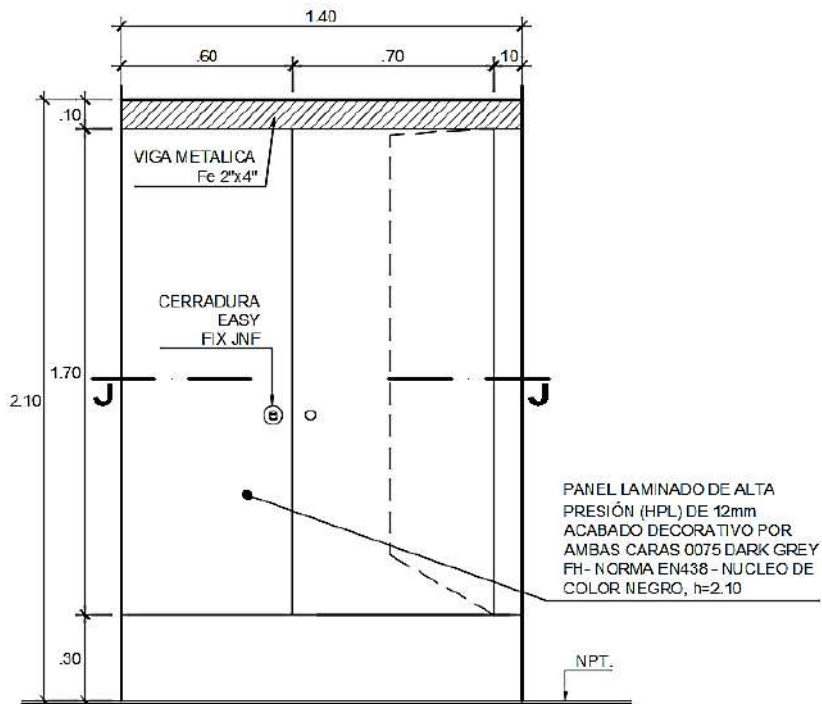 1.40
.60
.70
.10
.10
VIGA METALICA
Fe 2"x4"
CERRADURA
EASY
FIX JNF
1.70
2.10
J
J
PANEL LAMINADO DE ALTA
PRESIÓN (HPL) DE 12mm
ACABADO DECORATIVO POR
AMBAS CARAS 0075 DARK GREY
FH- NORMA EN438 - NUCLEO DE
COLOR NEGRO, h=2.10
.30
NPT.